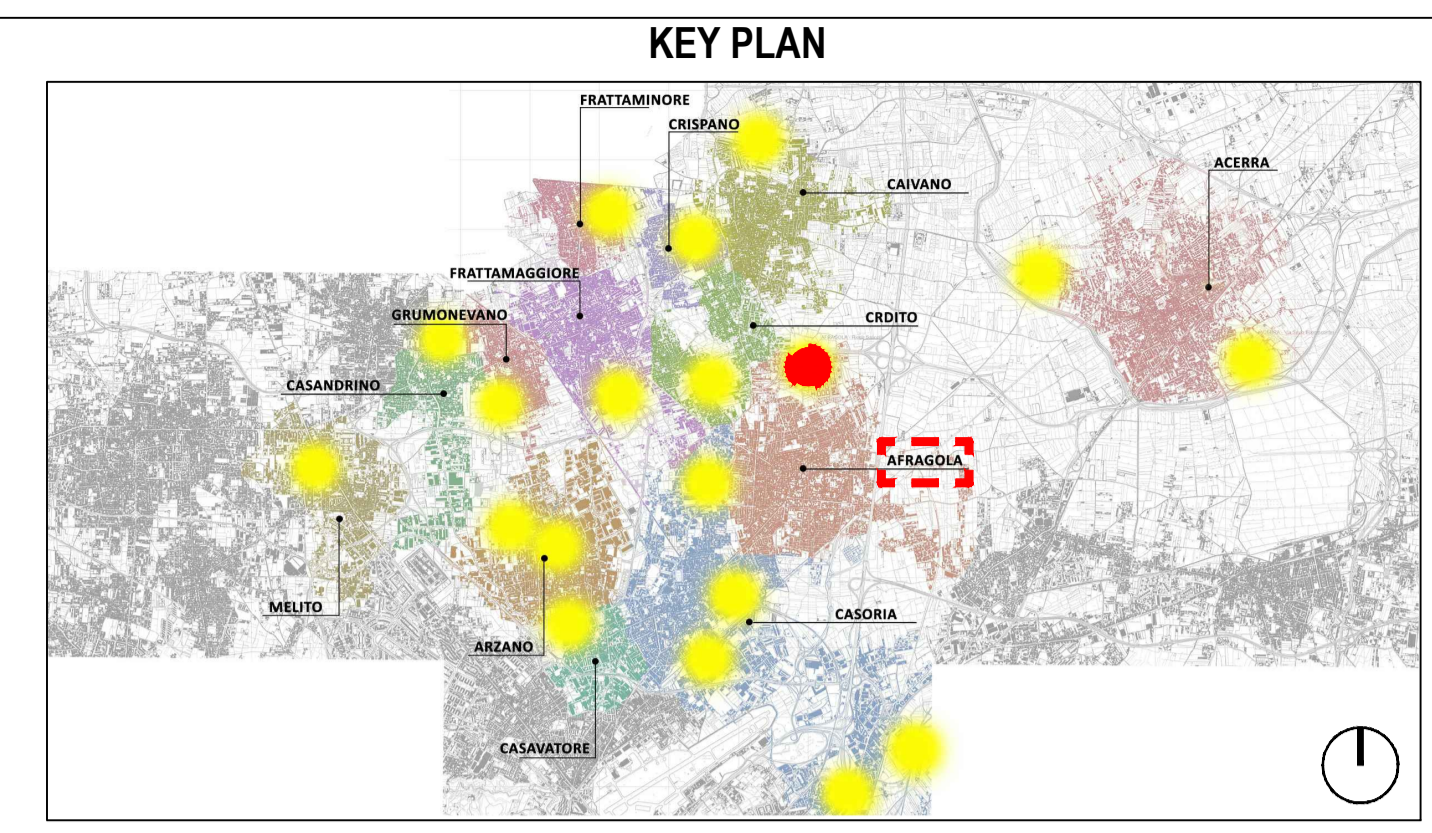 KEY PLAN
FRATTAMINORE
CRISPANO
ACERRA
CAIVANO
FRATTAMAGGIORE
GRUMONEVANO
CRDITO
CASANDRINO
AFRAGOLA
MELITO
CASORIA
ARZANO
CASAVATORE